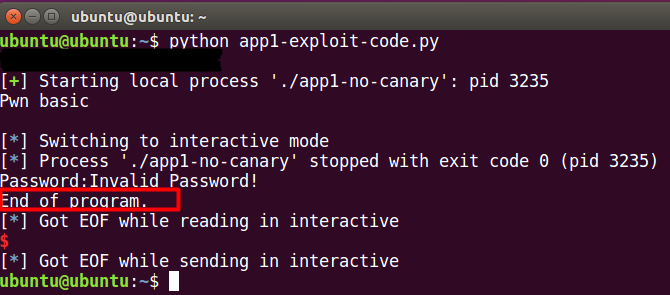 ubuntu@ubuntu: ~
ubuntu@ubuntu:~$ python app1-exploit-code.py
[+] Starting local process './app1-no-canary': pid 3235
Pwn basic
[*] Switching to interactive mode
[*] Process './app1-no-canary' stopped with exit code 0 (pid 3235)
Password:Invalid Password!
End of program.
[*] Got EOF while reading in interactive
$
[*] Got EOF while sending in interactive
ubuntu@ubuntu:~$